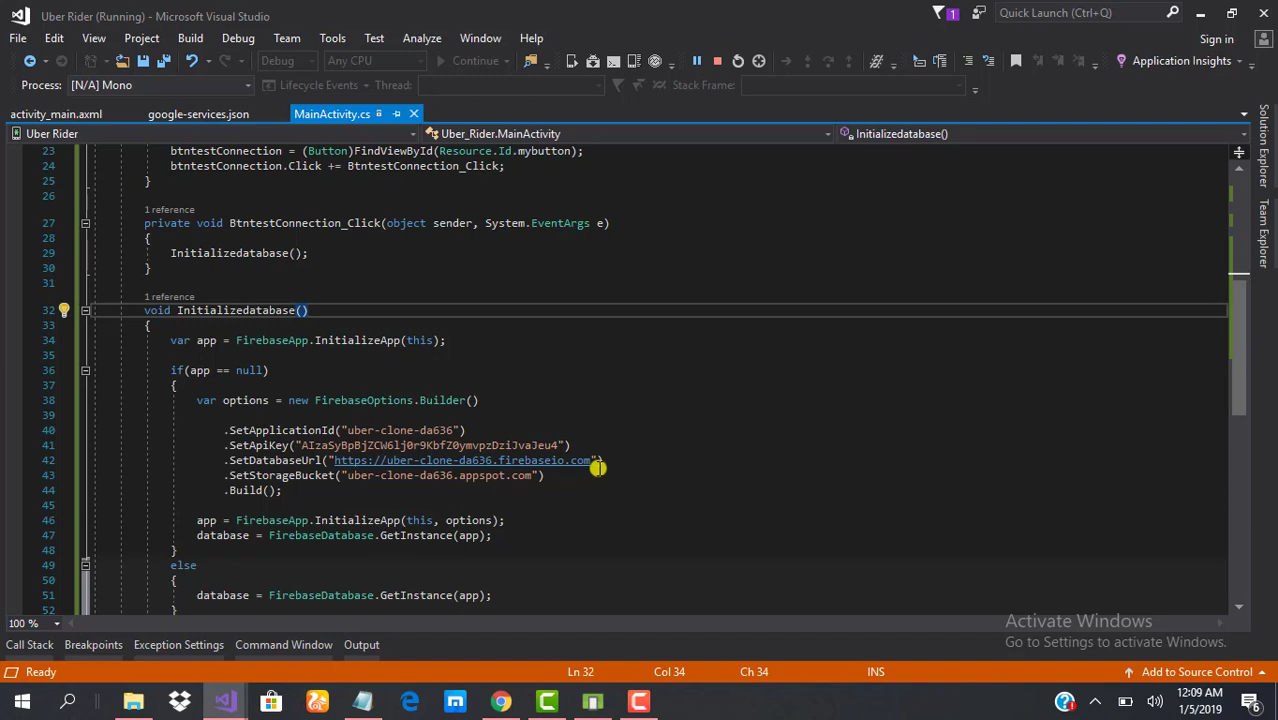 Uber Rider (Running) - Microsoft Visual Studio
1
Quick Launch (Ctrl+Q)
File Edit View Project Build Debug Team Tools Test Analyze Window Help
Sign in
Debug Any CPU Continue Application Insights
Process: [N/A] Mono Lifecycle Events Thread: Stack Frame:
activity_main.axml google-services.json MainActivity.cs
Uber Rider Uber_Rider.MainActivity Initializedatabase()
Solution Explorer
Team Explorer
23 btntestConnection = (Button)FindViewById(Resource.Id.mybutton);
24 btntestConnection.Click += BtntestConnection_Click;
25 }
26
1 reference
27 private void BtntestConnection_Click(object sender, System.EventArgs e)
28 {
29 Initializedatabase();
30 }
31
1 reference
32 void Initializedatabase()
33 {
34 var app = FirebaseApp.InitializeApp(this);
35
36 if(app == null)
37 {
38 var options = new FirebaseOptions.Builder()
39
40 .SetApplicationId("uber-clone-da636")
41 .SetApiKey("AIzaSyBpBjZCW6lj0r9KbfZ0ymvpzDziJvaJeu4")
42 .SetDatabaseUrl("https://uber-clone-da636.firebaseio.com")
43 .SetStorageBucket("uber-clone-da636.appspot.com")
44 .Build();
45
46 app = FirebaseApp.InitializeApp(this, options);
47 database = FirebaseDatabase.GetInstance(app);
48 }
49 else
50 {
51 database = FirebaseDatabase.GetInstance(app);
52 }
100 %
Activate Windows
Go to Settings to activate Windows.
Call Stack Breakpoints Exception Settings Command Window Output
Ready Ln 32 Col 34 Ch 34 INS Add to Source Control
12:09 AM
1/5/2019
6